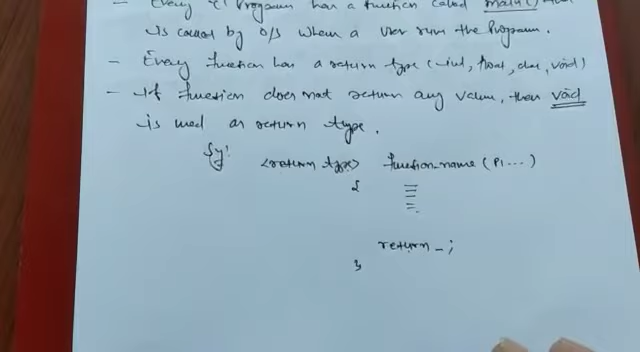 - Every C Program has a function called main() that
is called by O/S when a user run the Program.
- Every function has a return type (int, float, char, void)
- If function does not return any value, then void
is used as return type.
Sy:
<return type> function_name (P1...)
{
return _ ;
}